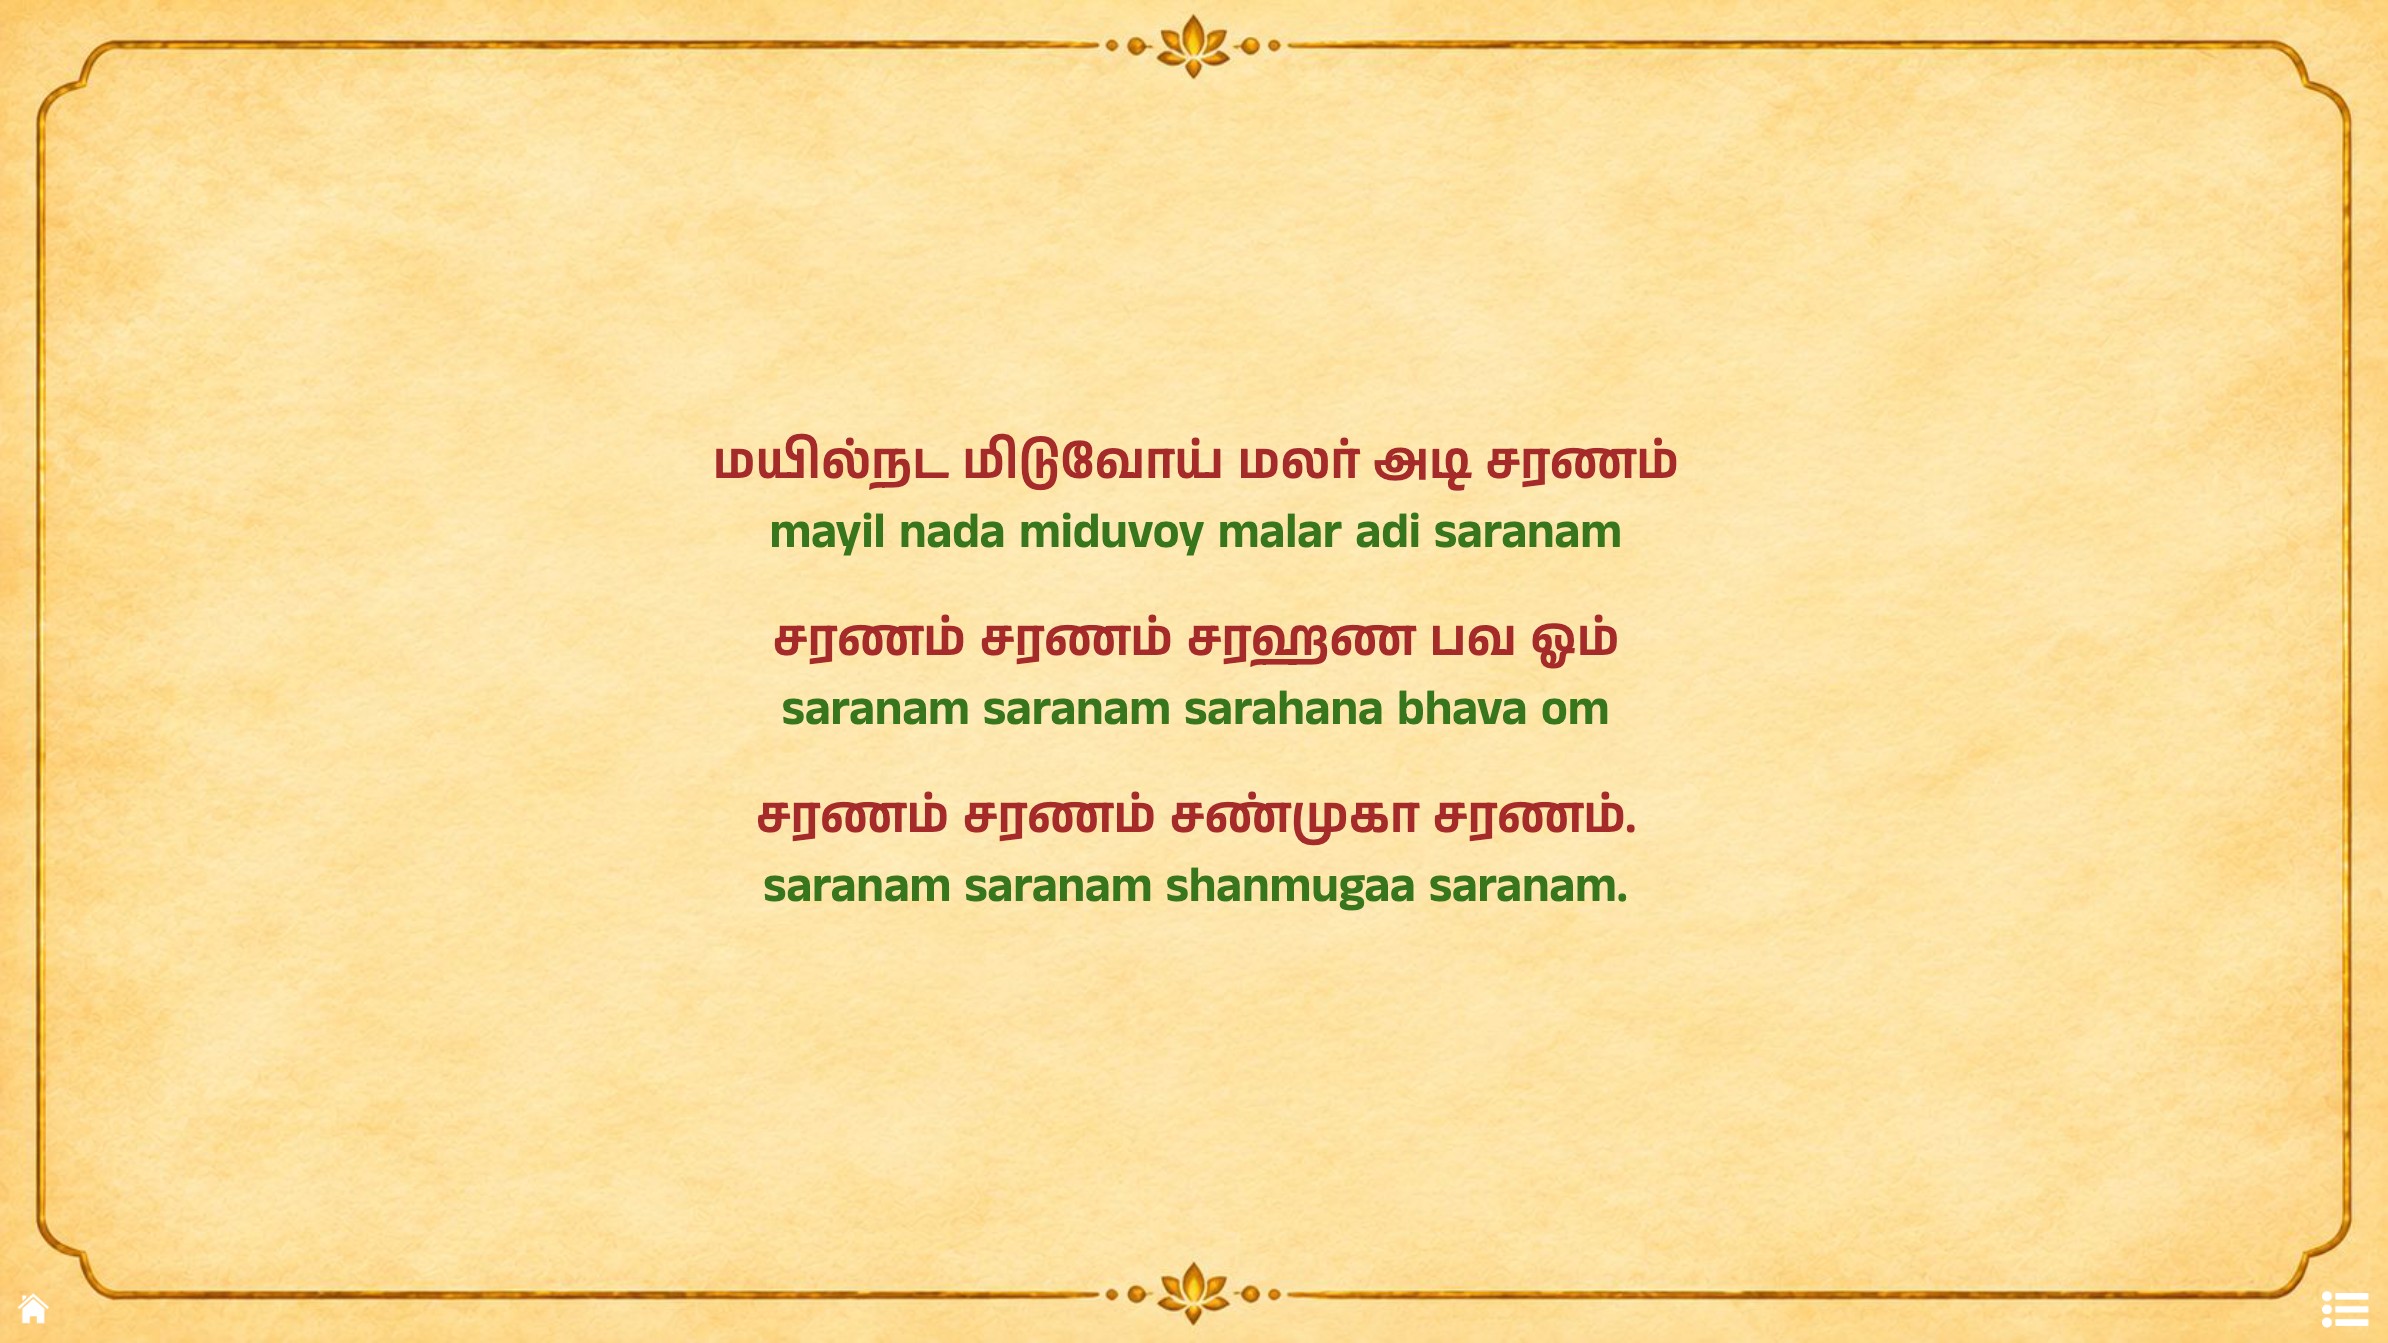 மயில்நட மிடுவோய் மலர் அடி சரணம்
mayil nada miduvoy malar adi saranam
சரணம் சரணம் சரஹண பவ ஓம்
saranam saranam sarahana bhava om
சரணம் சரணம் சண்முகா சரணம்.
saranam saranam shanmugaa saranam.